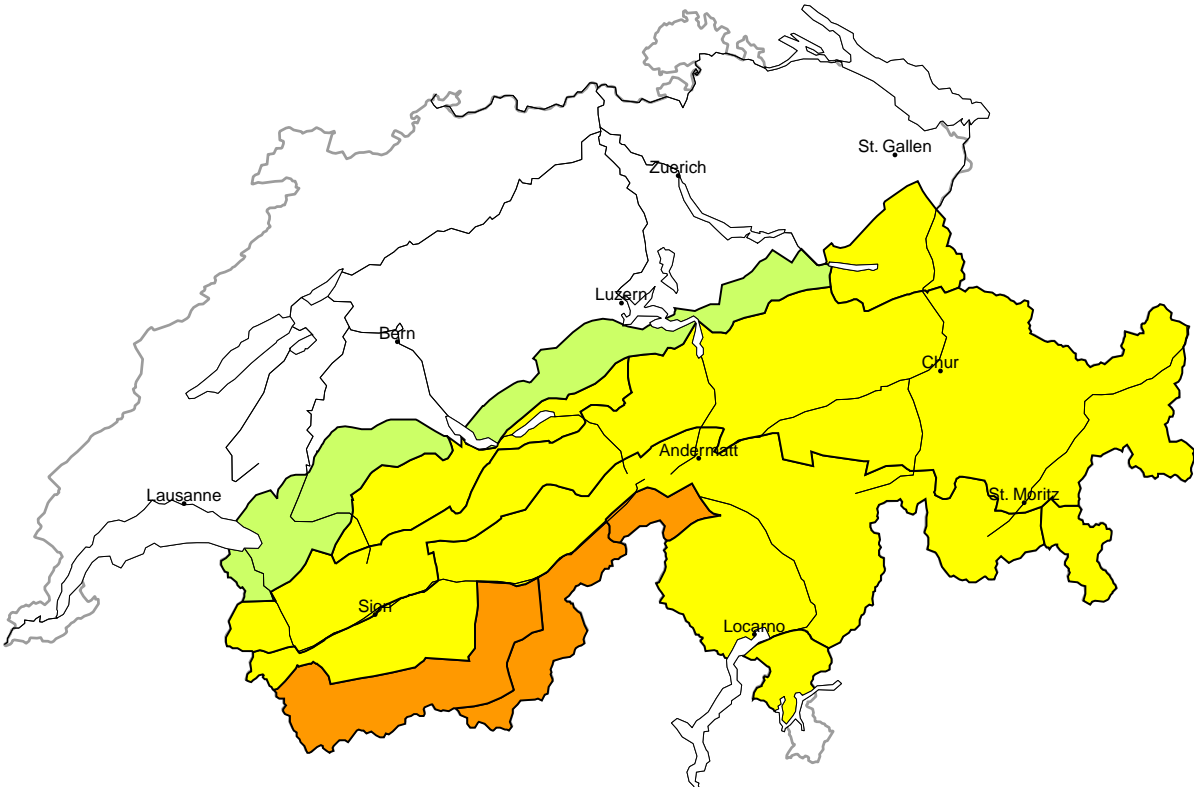 St. Gallen
Zuerich
Luzern
Bern
Chur
Andermatt
Lausanne
St. Moritz
Sion
Locarno